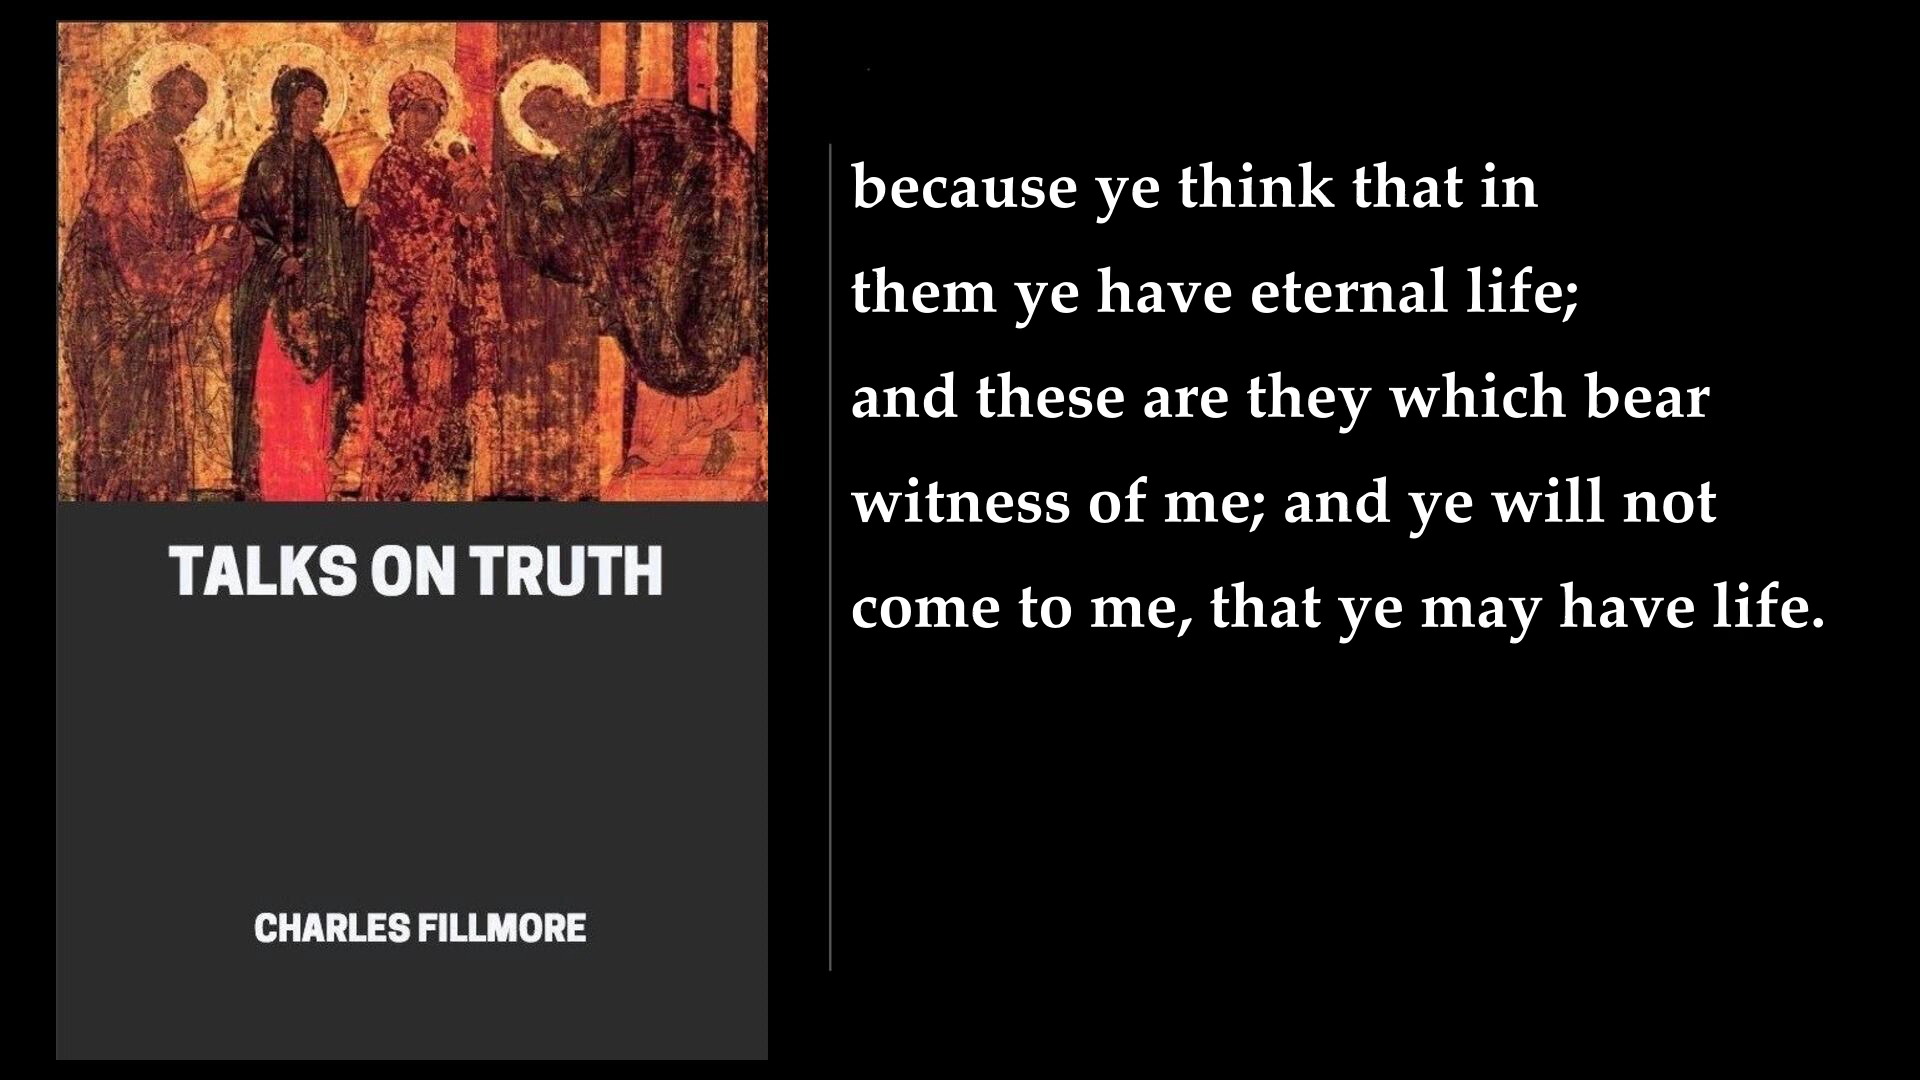 TALKS ON TRUTH
CHARLES FILLMORE
because ye think that in
them ye have eternal life;
and these are they which bear
witness of me; and ye will not
come to me, that ye may have life.